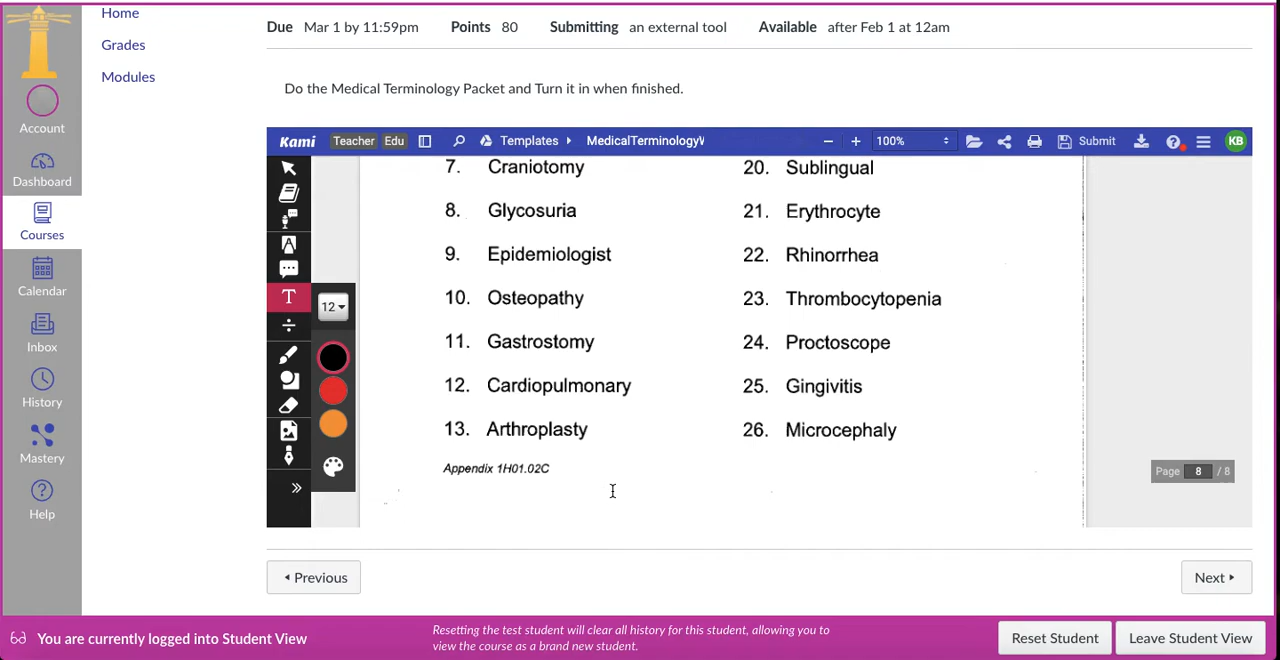 Home
Grades
Modules
Account
Dashboard
Courses
Calendar
Inbox
History
Mastery
Help
Due Mar 1 by 11:59pm Points 80 Submitting an external tool Available after Feb 1 at 12am
Do the Medical Terminology Packet and Turn it in when finished.
Kami Teacher Edu Templates MedicalTerminologyW 100% Submit KB
12
7. Craniotomy
8. Glycosuria
9. Epidemiologist
10. Osteopathy
11. Gastrostomy
12. Cardiopulmonary
13. Arthroplasty
Appendix 1H01.02C
20. Sublingual
21. Erythrocyte
22. Rhinorrhea
23. Thrombocytopenia
24. Proctoscope
25. Gingivitis
26. Microcephaly
Page 8 / 8
Previous
Next
You are currently logged into Student View
Resetting the test student will clear all history for this student, allowing you to
view the course as a brand new student.
Reset Student
Leave Student View